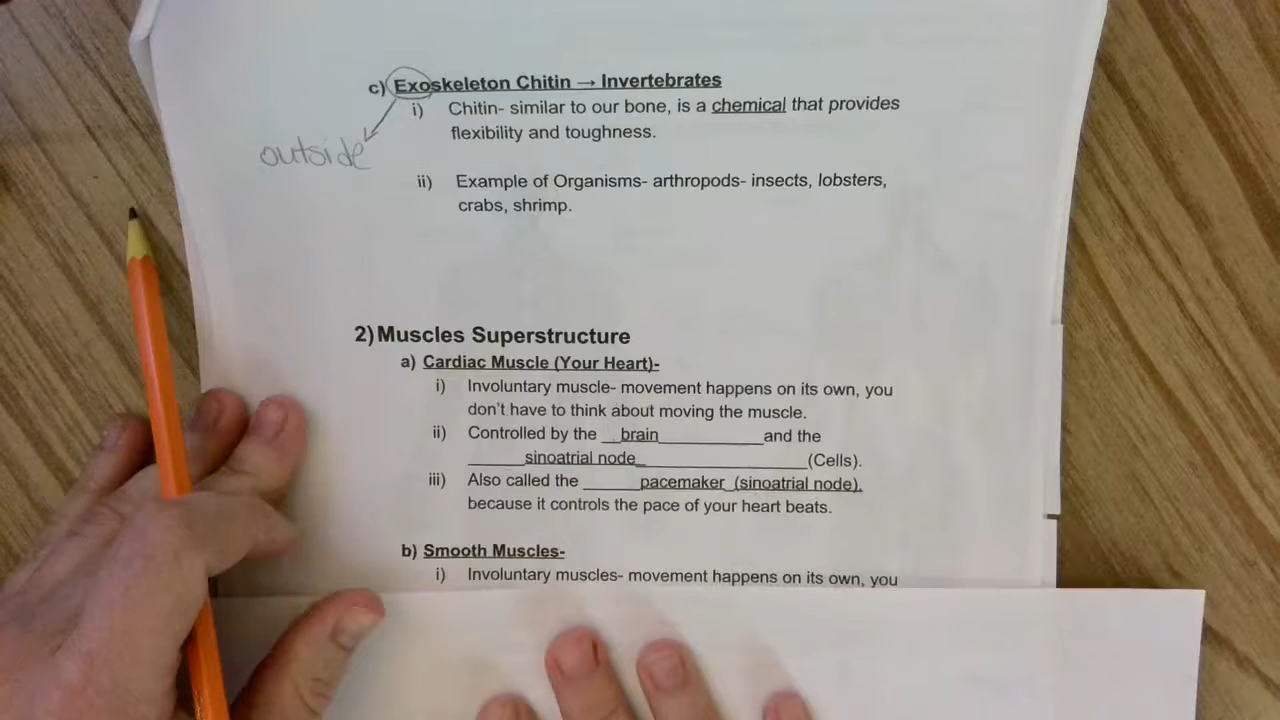 c) Exoskeleton Chitin → Invertebrates
i) Chitin- similar to our bone, is a chemical that provides
flexibility and toughness.
outside
ii) Example of Organisms- arthropods- insects, lobsters,
crabs, shrimp.
2) Muscles Superstructure
a) Cardiac Muscle (Your Heart)-
i) Involuntary muscle- movement happens on its own, you
don't have to think about moving the muscle.
ii) Controlled by the __brain___________and the
______sinoatrial node__________________(Cells).
iii) Also called the ______pacemaker (sinoatrial node),
because it controls the pace of your heart beats.
b) Smooth Muscles-
i) Involuntary muscles- movement happens on its own, you